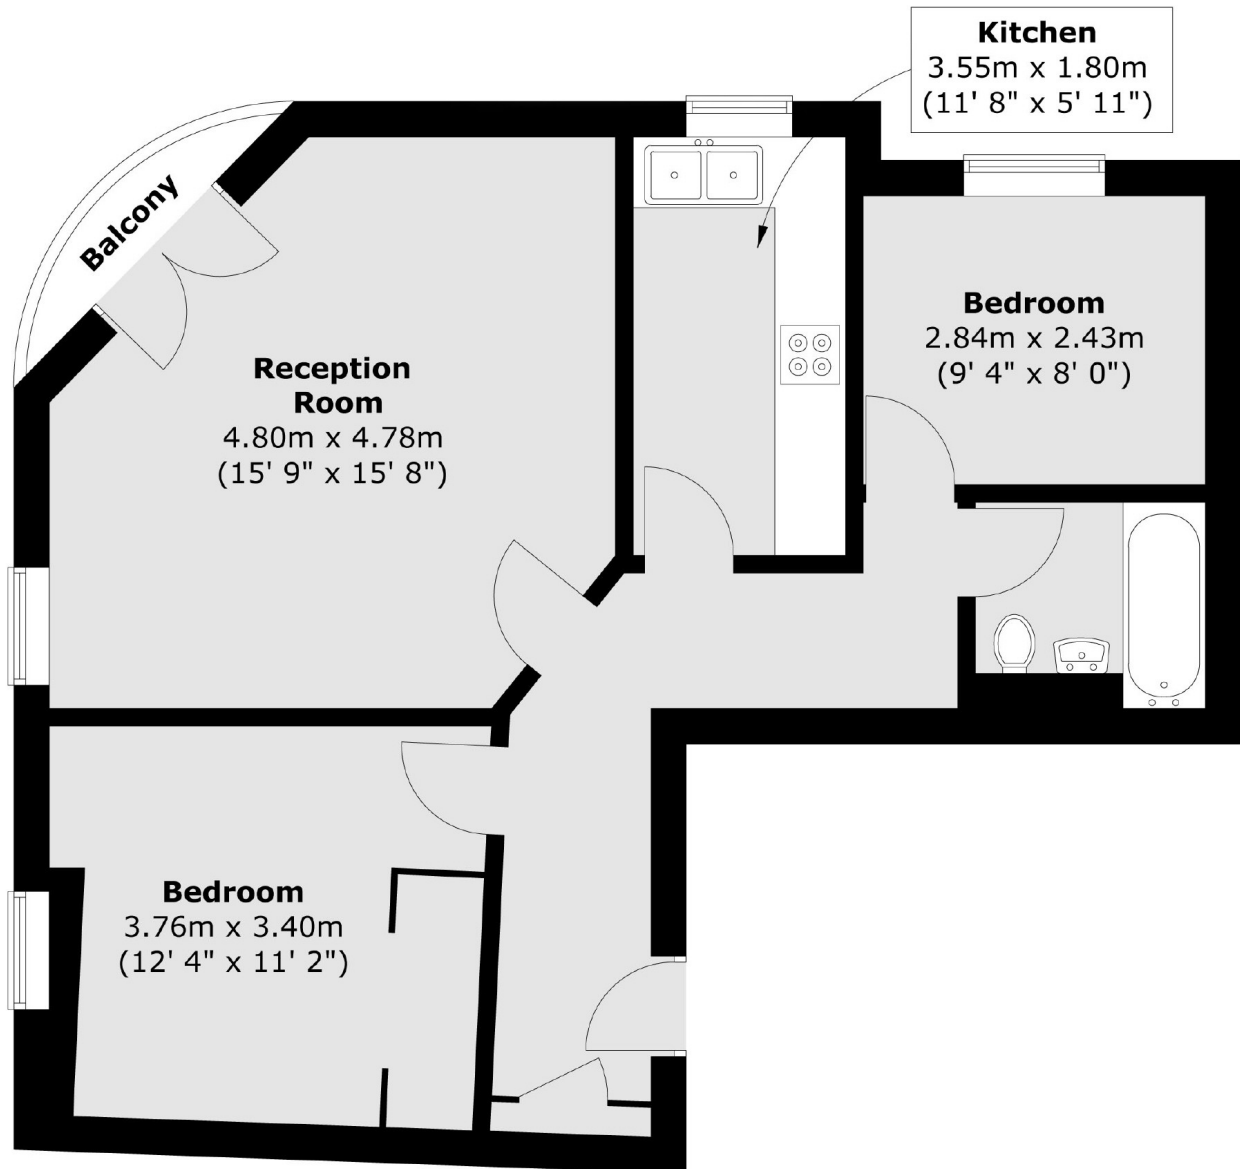 Kitchen
3.55m x 1.80m
(11' 8" x 5' 11")
Balcony
Bedroom
2.84m x 2.43m
(9' 4" x 8' 0")
Reception
Room
4.80m x 4.78m
(15' 9" x 15' 8")
Bedroom
3.76m x 3.40m
(12' 4" x 11' 2")